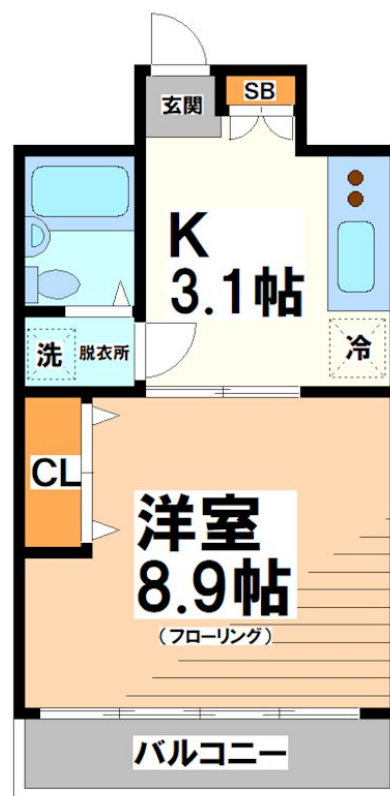 玄関
SB
K
3.1帖
洗
脱衣所
冷
CL
洋室
8.9帖
(フローリング)
バルコニー